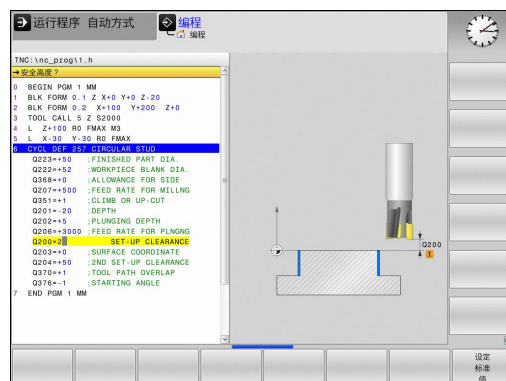 运行程序 自动方式
编程
编程
TNC:\nc_prog\1.h
→安全高度？
0 BEGIN PGM 1 MM
1 BLK FORM 0.1 Z X+0 Y+0 Z-20
2 BLK FORM 0.2 X+100 Y+200 Z+0
3 TOOL CALL 5 Z S2000
4 L Z+100 R0 FMAX M3
5 L X-30 Y-30 R0 FMAX
6 CYCL DEF 257 CIRCULAR STUD
Q223=+50 ;FINISHED PART DIA.
Q222=+52 ;WORKPIECE BLANK DIA.
Q368=+0 ;ALLOWANCE FOR SIDE
Q207=+500 ;FEED RATE FOR MILLNG
Q351=+1 ;CLIMB OR UP-CUT
Q201=-20 ;DEPTH
Q202=+5 ;PLUNGING DEPTH
Q206=+3000 ;FEED RATE FOR PLNGNG
Q200=2 SET-UP CLEARANCE
Q203=+0 ;SURFACE COORDINATE
Q204=+50 ;2ND SET-UP CLEARANCE
Q370=+1 ;TOOL PATH OVERLAP
Q376=-1 ;STARTING ANGLE
7 END PGM 1 MM
Q200
I
设定
标准
值